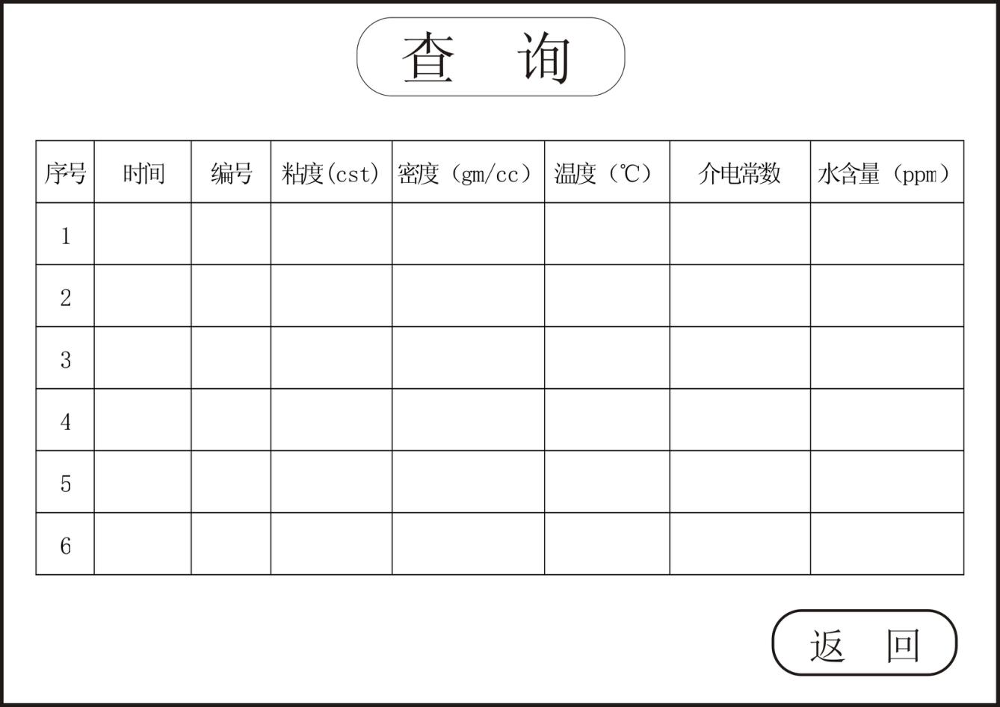 查 询
序号 时间 编号 粘度(cst) 密度（gm/cc） 温度（℃） 介电常数 水含量（ppm）
1
2
3
4
5
6
返 回